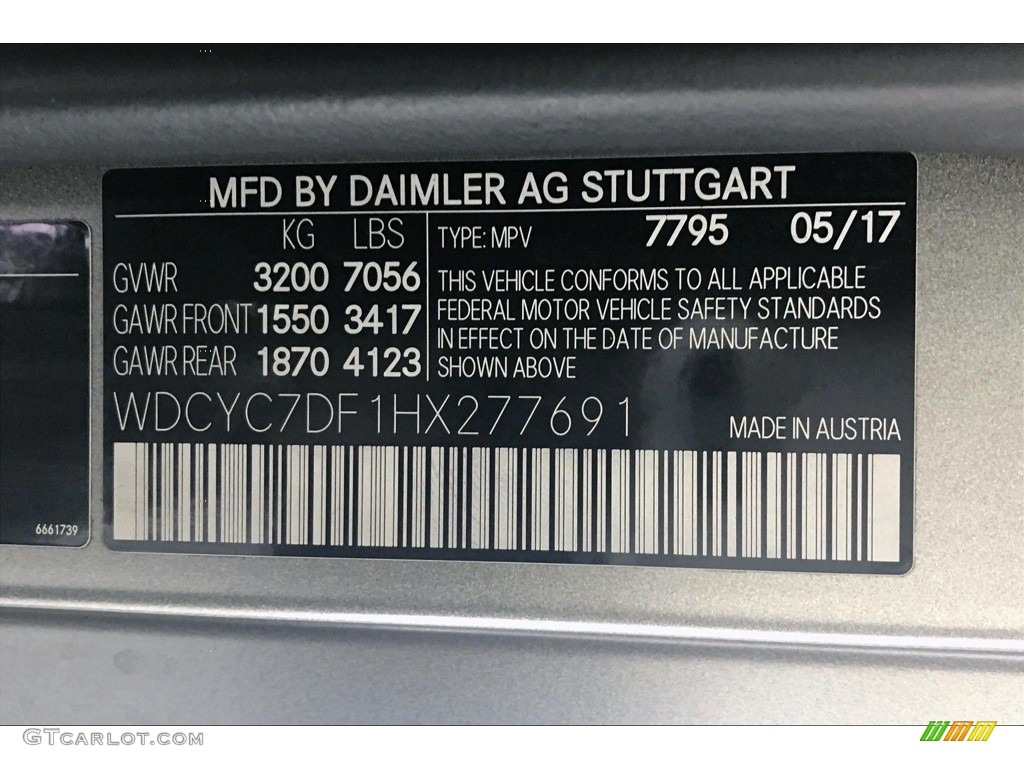 MFD BY DAIMLER AG STUTTGART
KG LBS
TYPE: MPV 7795 05/17
GVWR 3200 7056
GAWR FRONT 1550 3417
GAWR REAR 1870 4123
THIS VEHICLE CONFORMS TO ALL APPLICABLE
FEDERAL MOTOR VEHICLE SAFETY STANDARDS
IN EFFECT ON THE DATE OF MANUFACTURE
SHOWN ABOVE
WDCYC7DF1HX277691
MADE IN AUSTRIA
6661739
GTCARLOT.COM